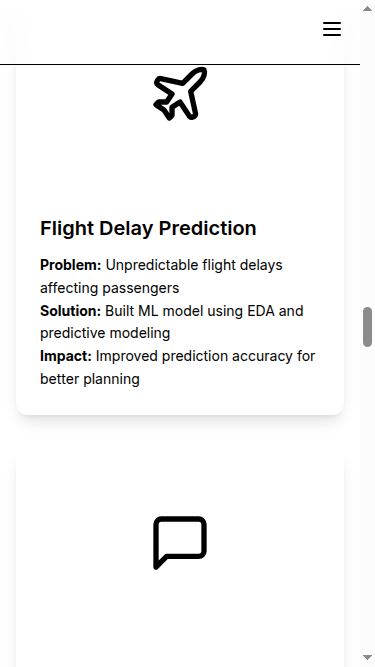 Flight Delay Prediction
Problem: Unpredictable flight delays
affecting passengers
Solution: Built ML model using EDA and
predictive modeling
Impact: Improved prediction accuracy for
better planning